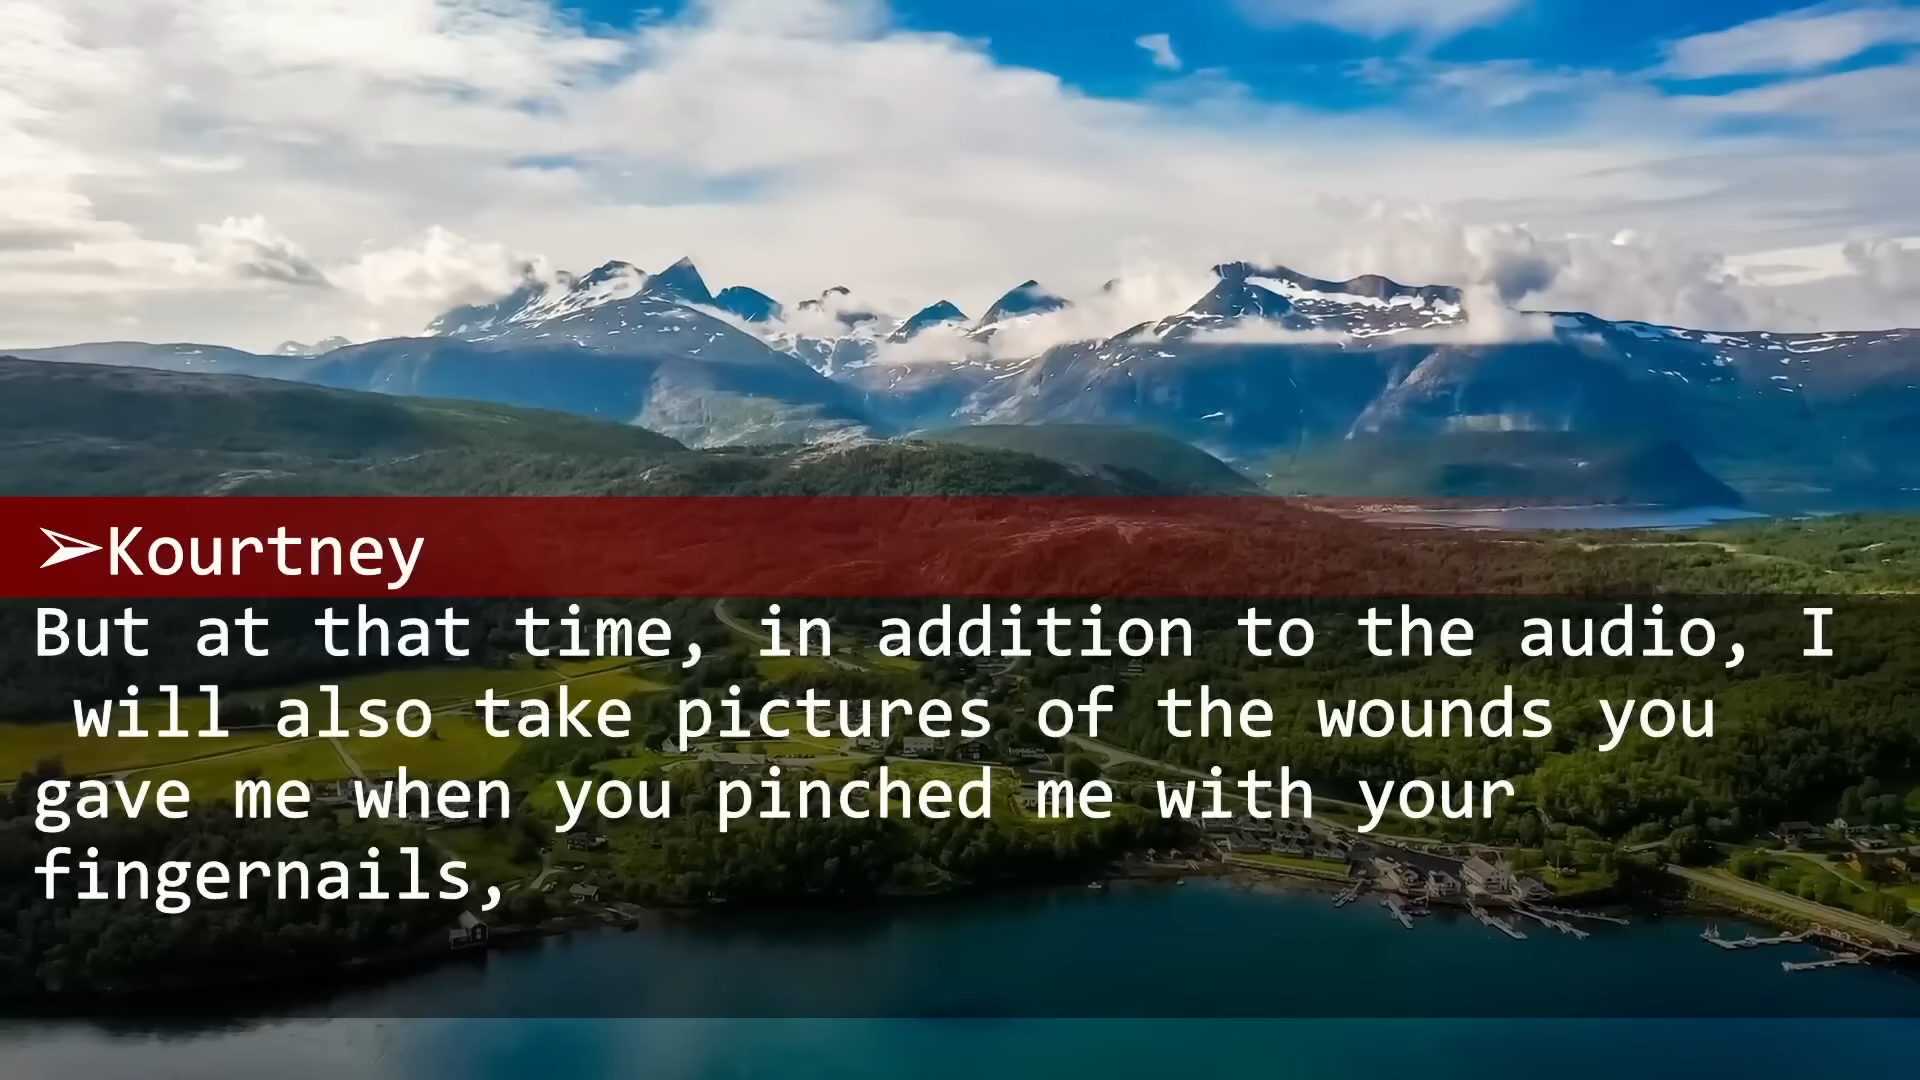 ➢Kourtney
But at that time, in addition to the audio, I
will also take pictures of the wounds you
gave me when you pinched me with your
fingernails,